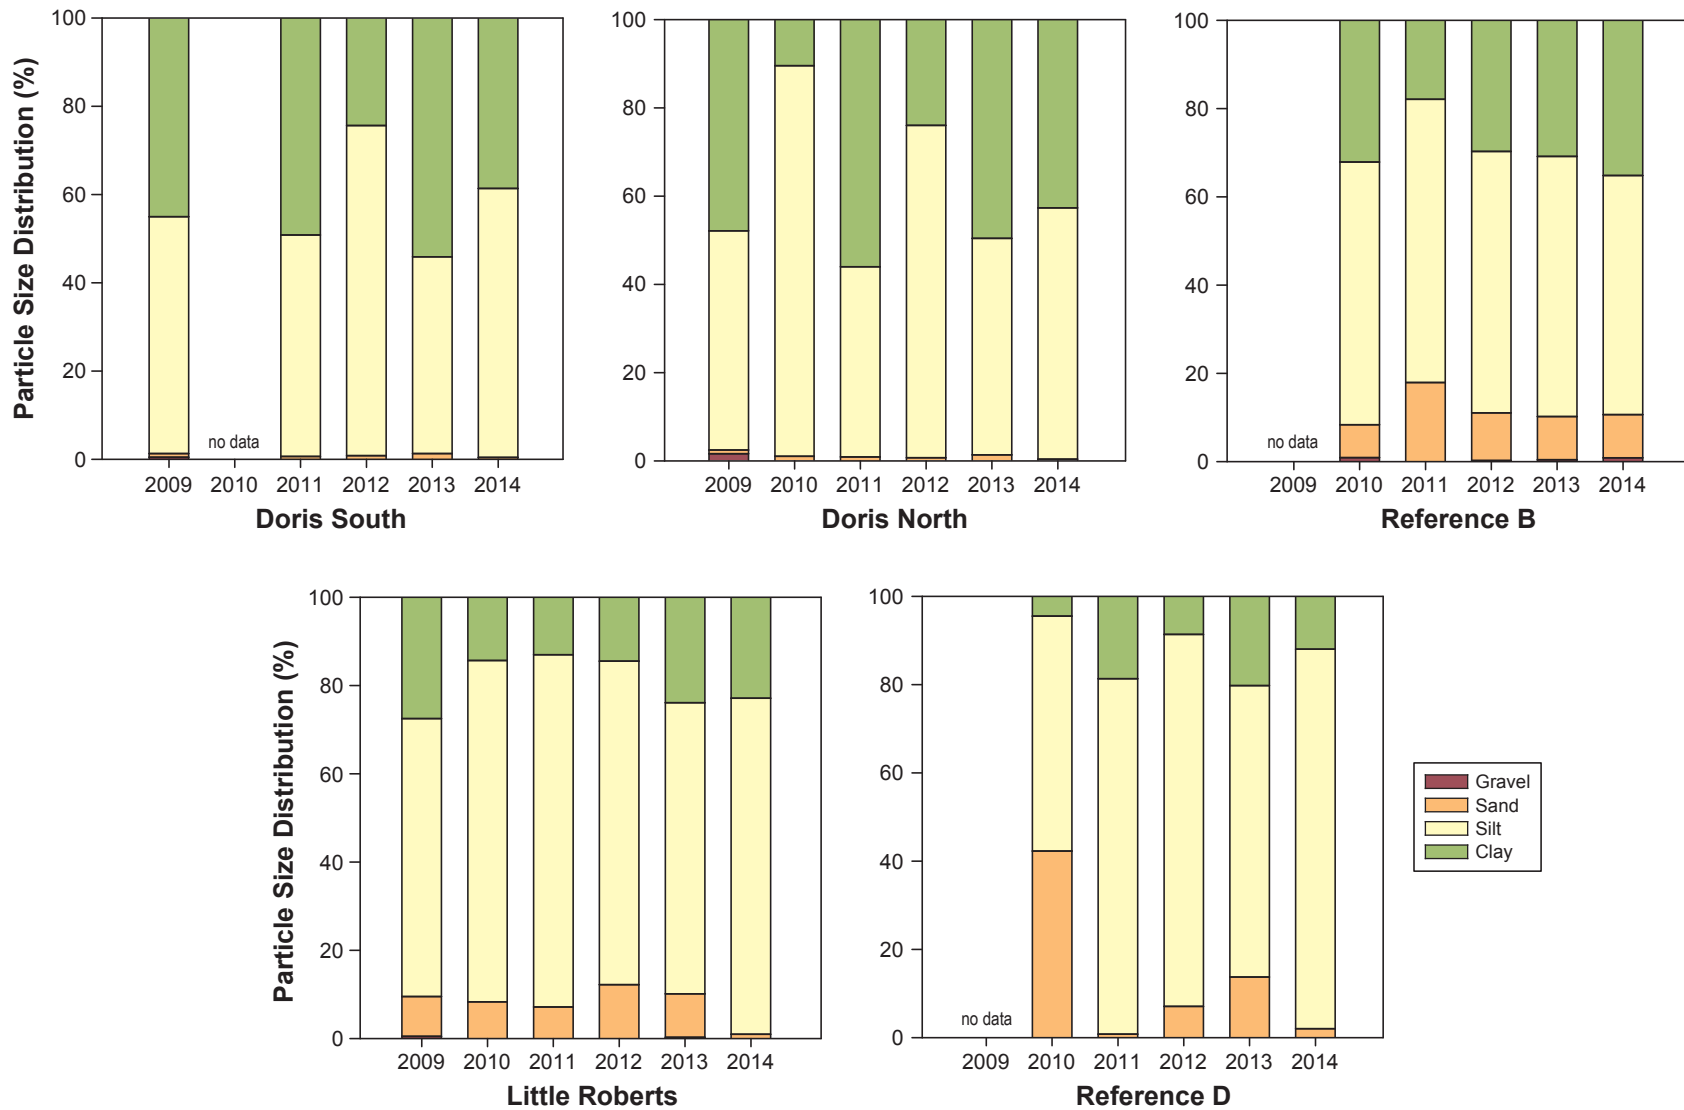 Particle Size Distribution (%)
100
80
60
40
20
0
no data
2009 2010 2011 2012 2013 2014
Doris South
100
80
60
40
20
0
2009 2010 2011 2012 2013 2014
Doris North
100
80
60
40
20
0
no data
2009 2010 2011 2012 2013 2014
Reference B
Particle Size Distribution (%)
100
80
60
40
20
0
2009 2010 2011 2012 2013 2014
Little Roberts
100
80
60
40
20
0
no data
2009 2010 2011 2012 2013 2014
Reference D
Gravel
Sand
Silt
Clay